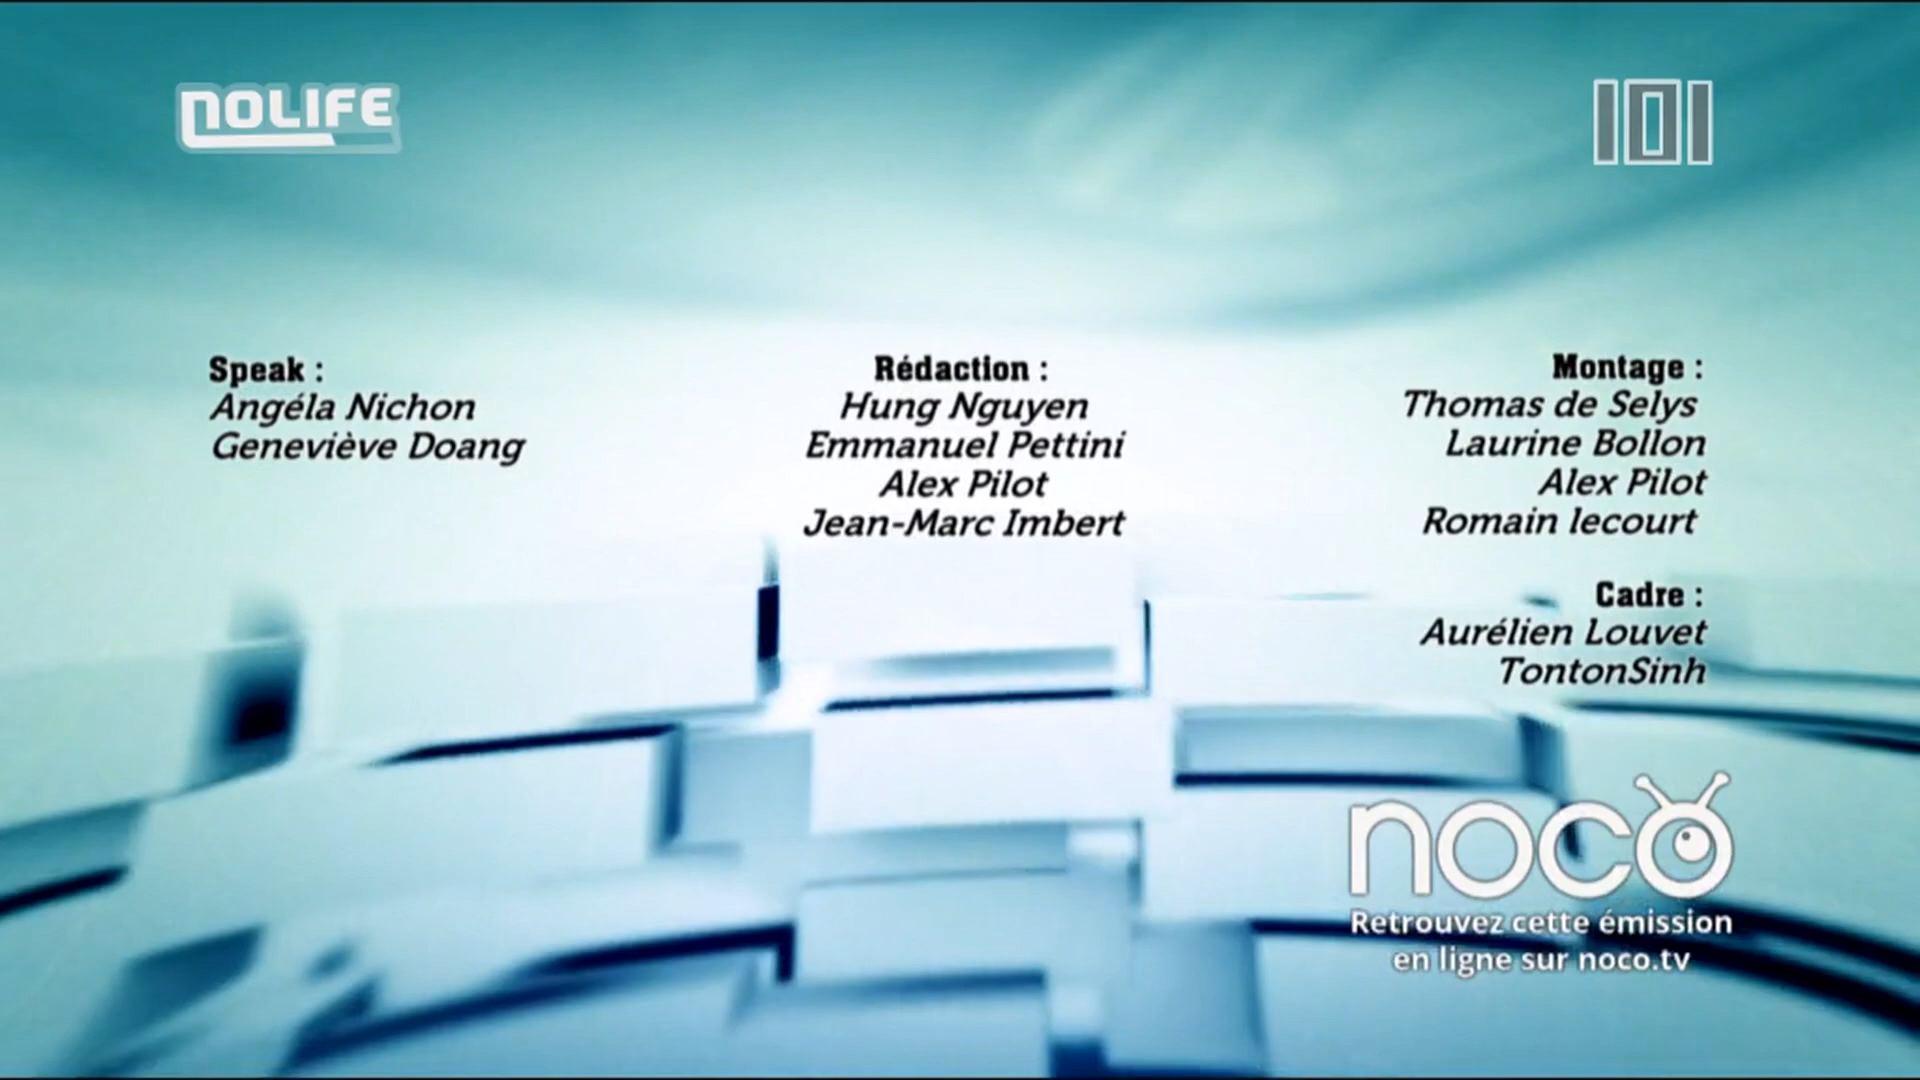 NOLIFE
101
Speak :
Angéla Nichon
Geneviève Doang
Rédaction :
Hung Nguyen
Emmanuel Pettini
Alex Pilot
Jean-Marc Imbert
Montage :
Thomas de Selys
Laurine Bollon
Alex Pilot
Romain lecourt
Cadre :
Aurélien Louvet
TontonSinh
noco
Retrouvez cette émission
en ligne sur noco.tv